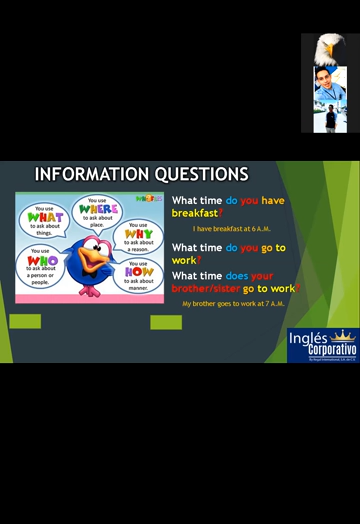 INFORMATION QUESTIONS
You use
WHAT
to ask about
things.
You use
WHERE
to ask about
place.
You use
WHY
to ask about
a reason.
You use
WHO
to ask about
a person or
people.
You use
HOW
to ask about
manner.
What time do you have
breakfast?
I have breakfast at 6 A.M.
What time do you go to
work?
What time does your
brother/sister go to work?
My brother goes to work at 7 A.M.
Inglés
Corporativo